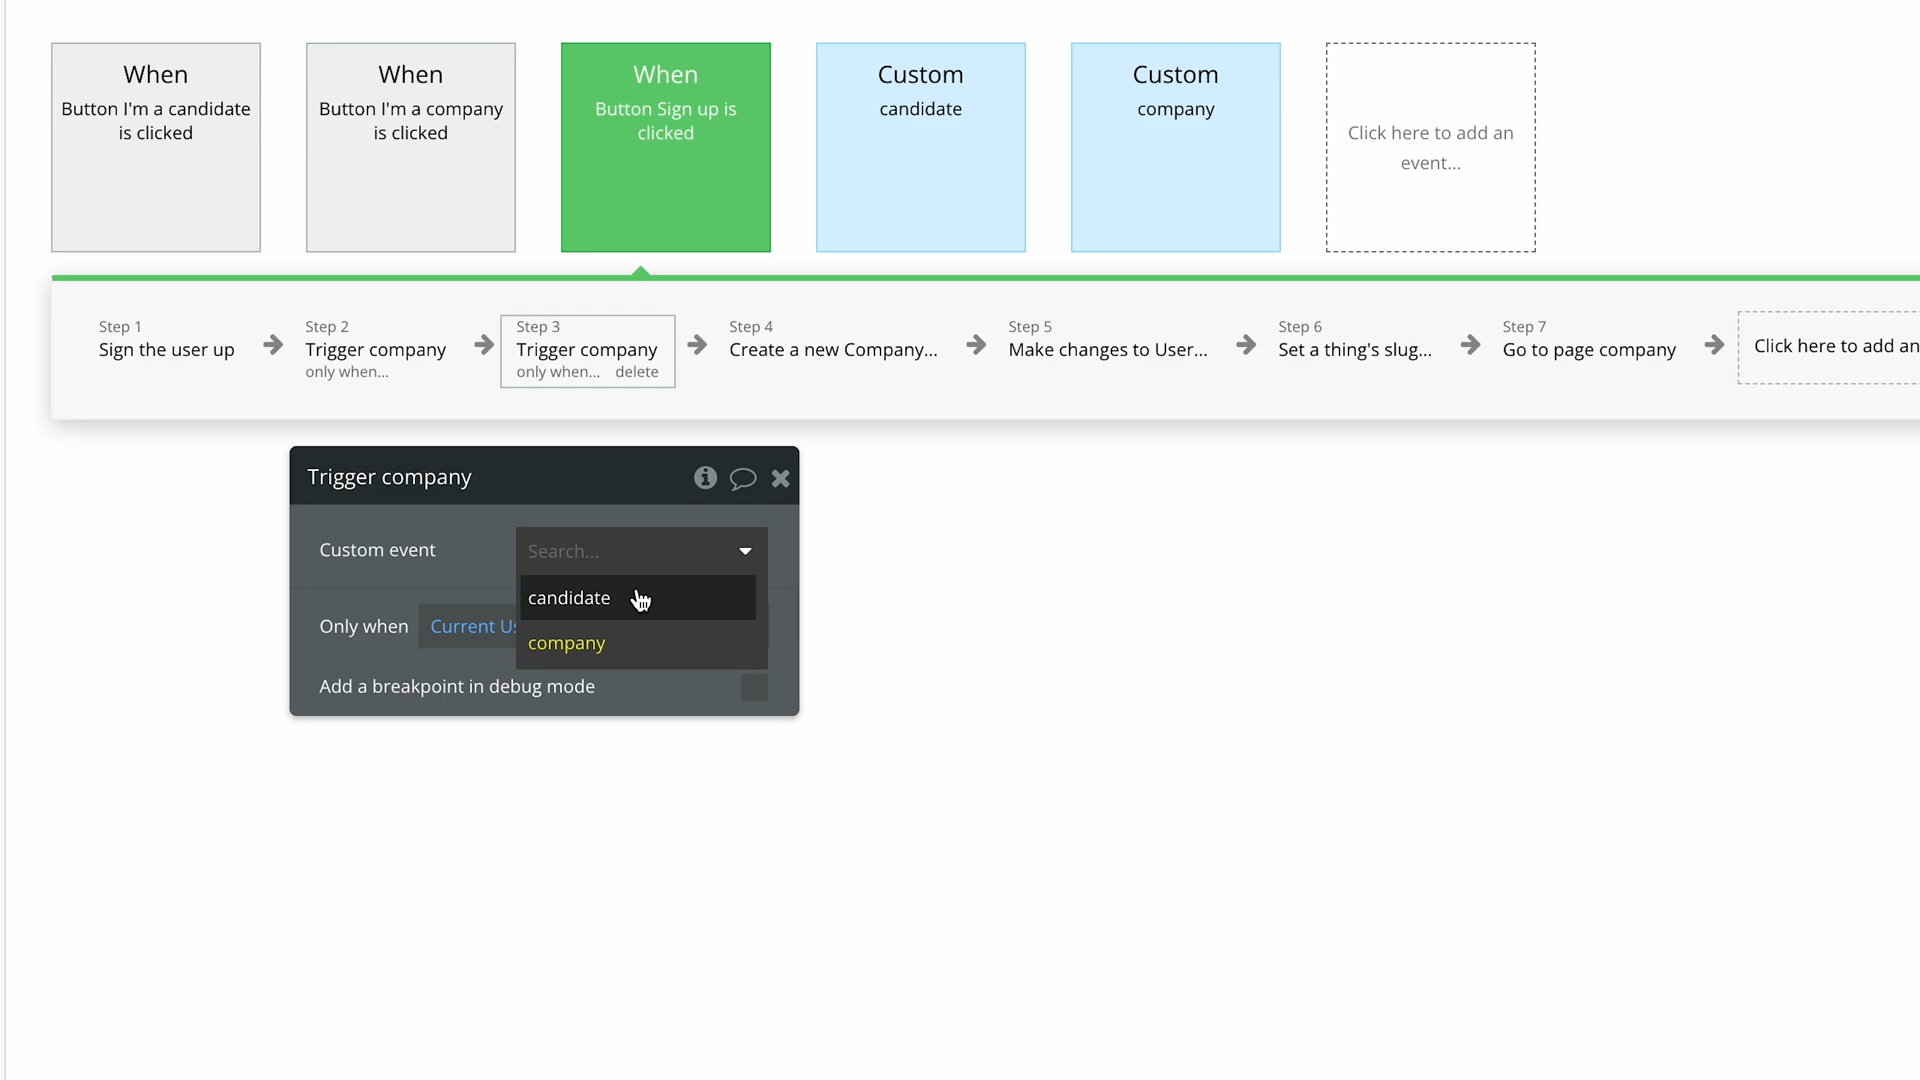 When
Button I'm a candidate
is clicked
When
Button I'm a company
is clicked
When
Button Sign up is
clicked
Custom
candidate
Custom
company
Click here to add an
event...
Step 1
Sign the user up
Step 2
Trigger company
only when...
Step 3
Trigger company
only when... delete
Step 4
Create a new Company...
Step 5
Make changes to User...
Step 6
Set a thing's slug...
Step 7
Go to page company
Click here to add an
Trigger company
Custom event
Search...
candidate
Only when
Current Us
company
Add a breakpoint in debug mode